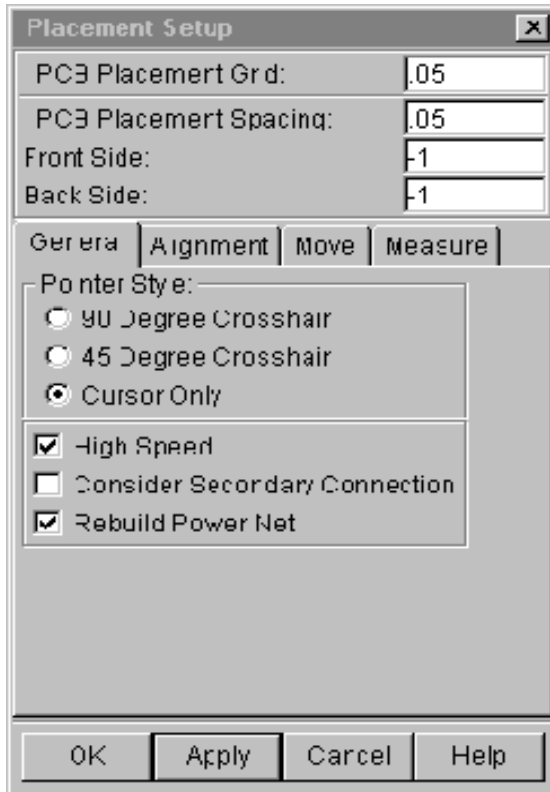 Placement Setup
PCB Placement Grid: .05
PCB Placement Spacing: .05
Front Side: -1
Back Side: -1
General Alignment Move Measure
Pointer Style:
90 Degree Crosshair
45 Degree Crosshair
Cursor Only
High Speed
Consider Secondary Connection
Rebuild Power Net
OK Apply Cancel Help